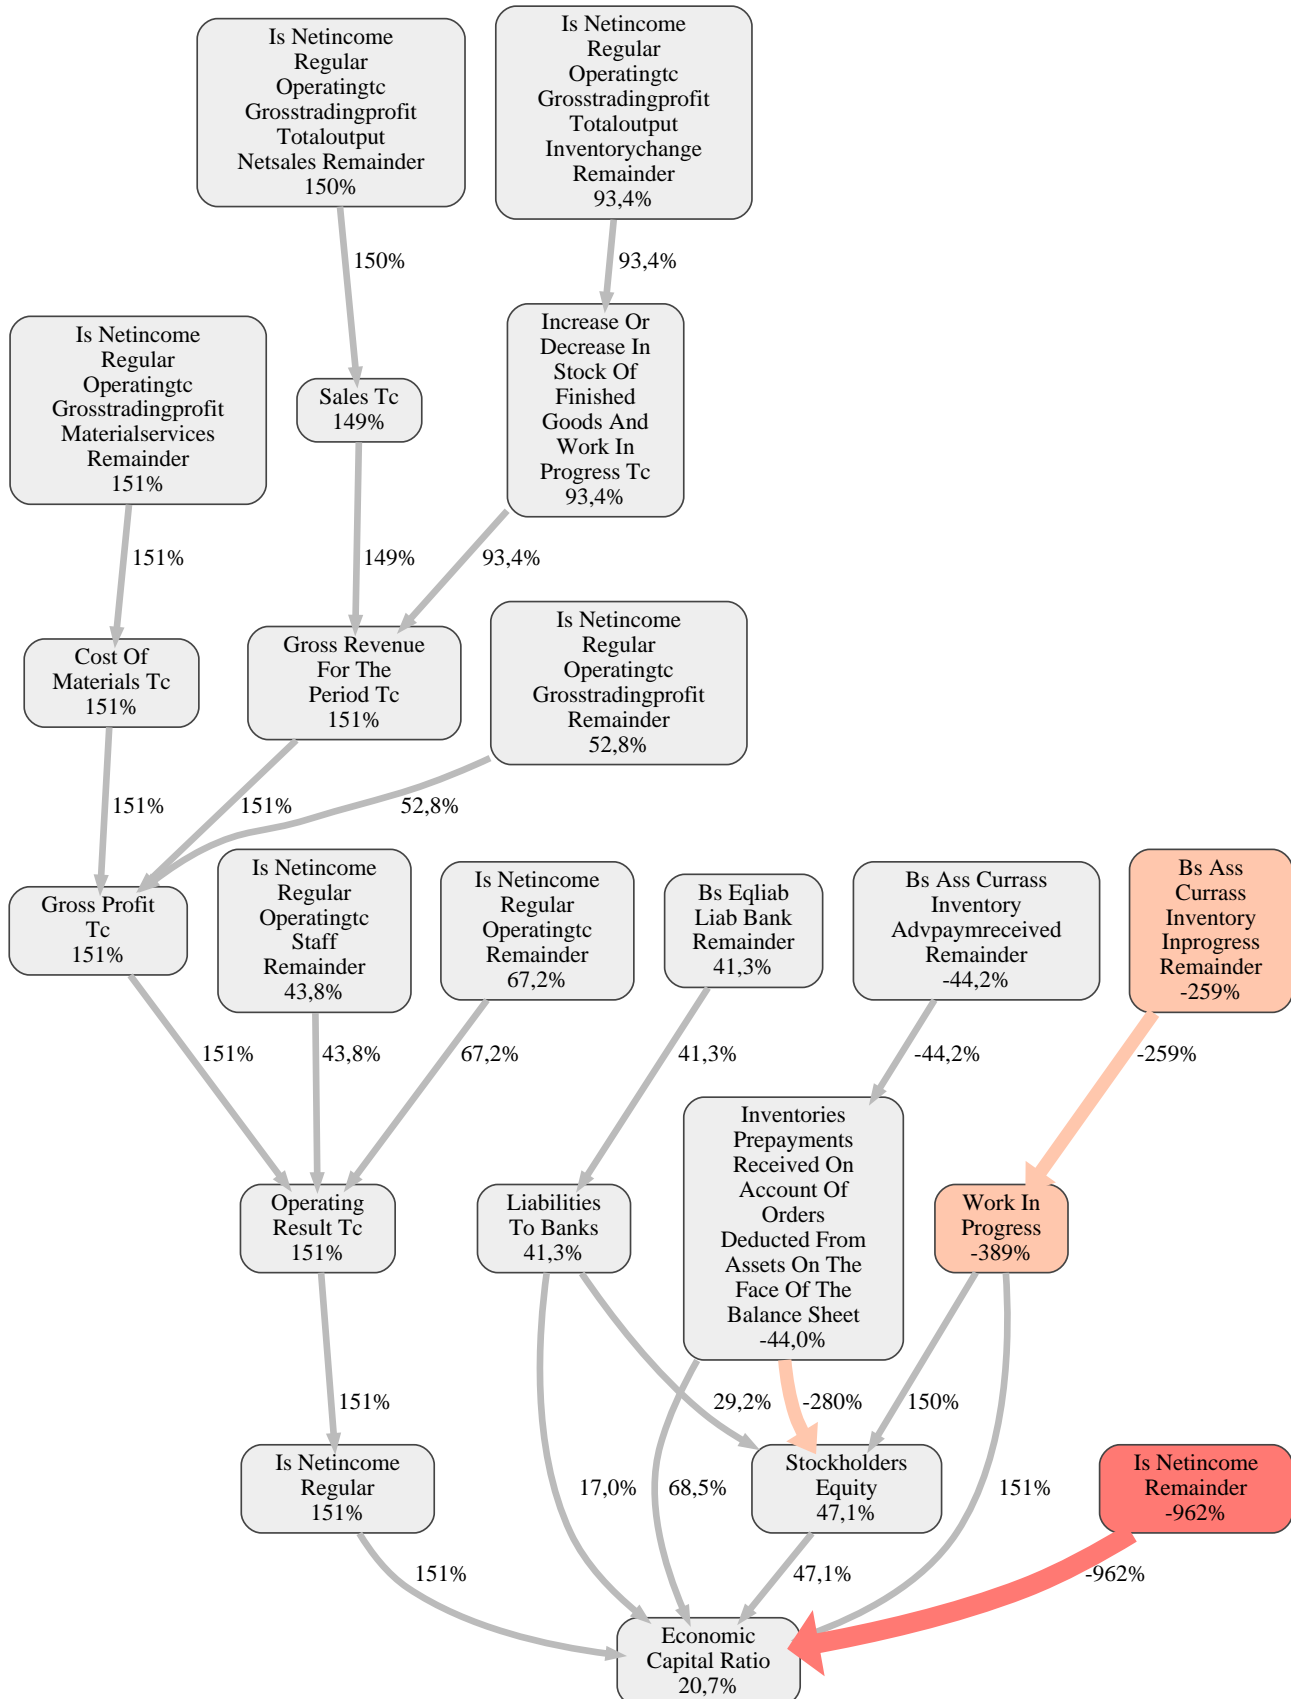 Is Netincome
Regular
Operatingtc
Grosstradingprofit
Totaloutput
Netsales Remainder
150%
Is Netincome
Regular
Operatingtc
Grosstradingprofit
Totaloutput
Inventorychange
Remainder
93,4%
150%
93,4%
Is Netincome
Regular
Operatingtc
Grosstradingprofit
Materialservices
Remainder
151%
Sales Tc
149%
Increase Or
Decrease In
Stock Of
Finished
Goods And
Work In
Progress Tc
93,4%
151%
149%
93,4%
Cost Of
Materials Tc
151%
Gross Revenue
For The
Period Tc
151%
Is Netincome
Regular
Operatingtc
Grosstradingprofit
Remainder
52,8%
151%
151%
52,8%
Gross Profit
Tc
151%
Is Netincome
Regular
Operatingtc
Staff
Remainder
43,8%
Is Netincome
Regular
Operatingtc
Remainder
67,2%
Bs Eqliab
Liab Bank
Remainder
41,3%
Bs Ass Currass
Inventory
Advpaymreceived
Remainder
-44,2%
Bs Ass
Currass
Inventory
Inprogress
Remainder
-259%
151%
43,8%
67,2%
41,3%
-44,2%
-259%
Operating
Result Tc
151%
Liabilities
To Banks
41,3%
Inventories
Prepayments
Received On
Account Of
Orders
Deducted From
Assets On The
Face Of The
Balance Sheet
-44,0%
Work In
Progress
-389%
151%
29,2%
-280%
150%
Is Netincome
Regular
151%
17,0%
68,5%
Stockholders
Equity
47,1%
151%
Is Netincome
Remainder
-962%
151%
47,1%
-962%
Economic
Capital Ratio
20,7%